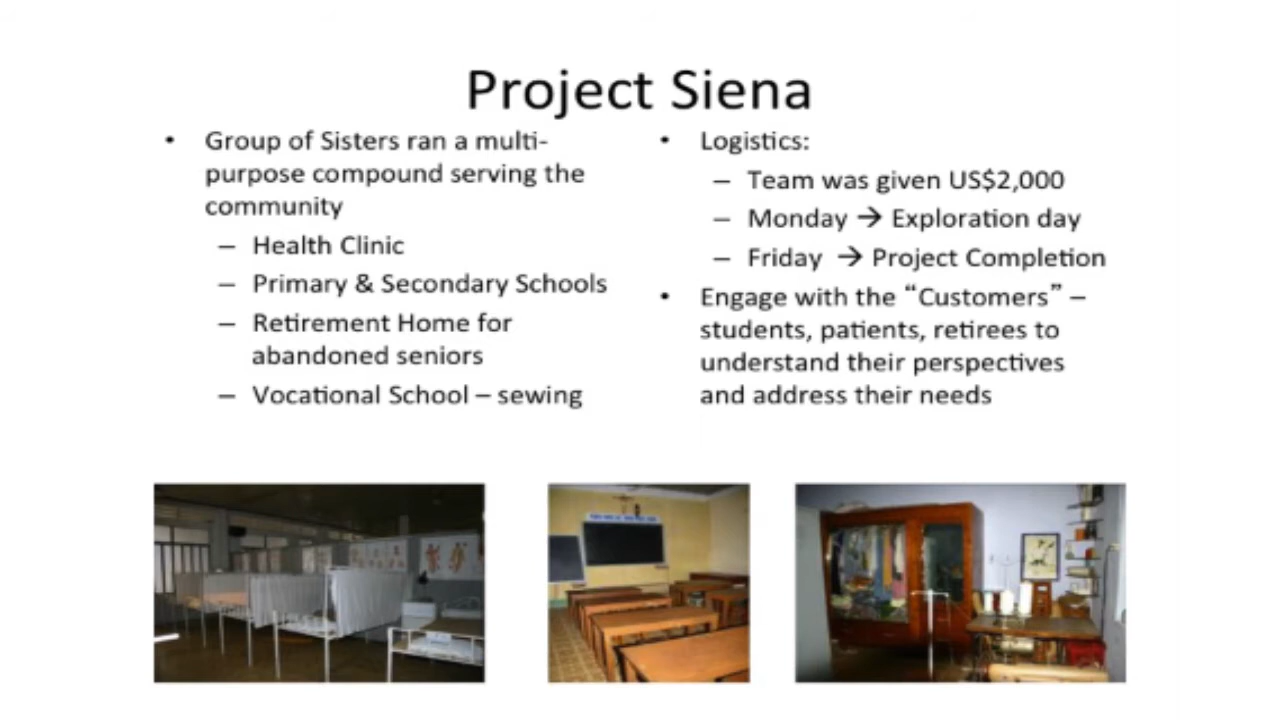 Project Siena
• Group of Sisters ran a multi-
purpose compound serving the
community
– Health Clinic
– Primary & Secondary Schools
– Retirement Home for
abandoned seniors
– Vocational School – sewing
• Logistics:
– Team was given US$2,000
– Monday → Exploration day
– Friday → Project Completion
• Engage with the “Customers” –
students, patients, retirees to
understand their perspectives
and address their needs